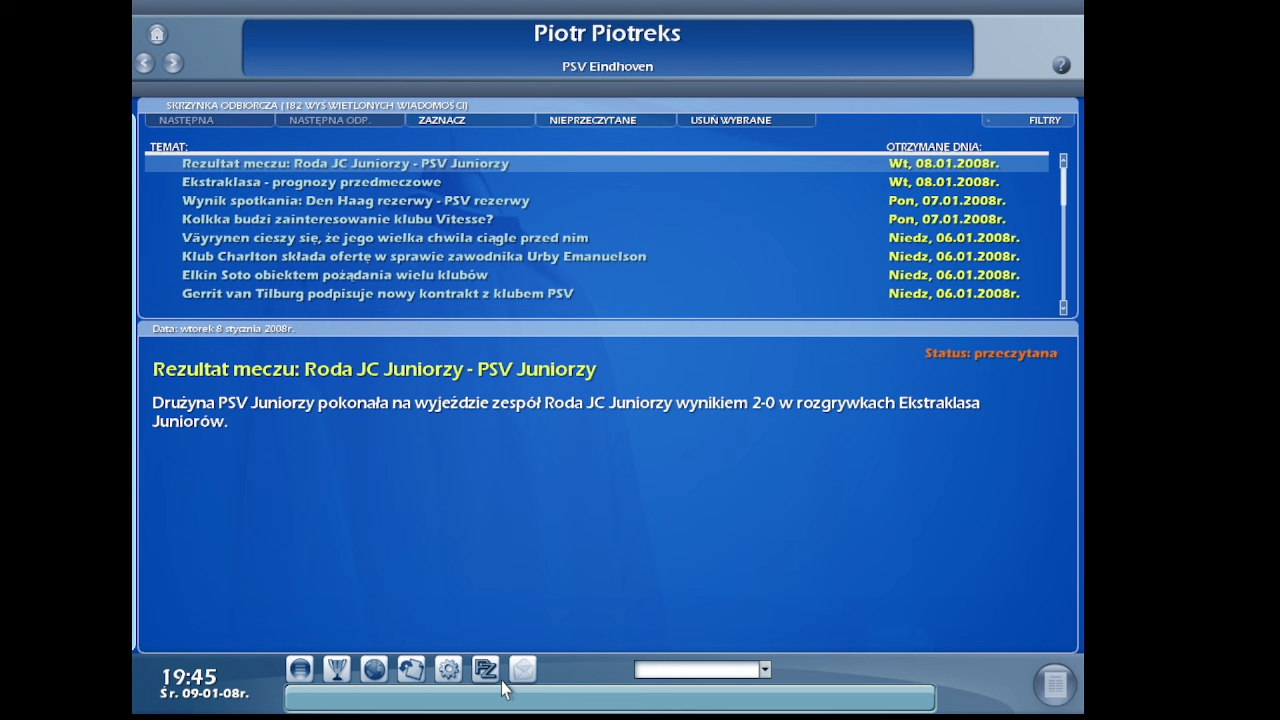 Piotr Piotreks
PSV Eindhoven
?
SKRZYNKA ODBIORCZA (182 WYŚWIETLONYCH WIADOMOŚCI)
NASTĘPNA NASTĘPNA ODP. ZAZNACZ NIEPRZECZYTANE USUŃ WYBRANE FILTRY
TEMAT: OTRZYMANE DNIA:
Rezultat meczu: Roda JC Juniorzy - PSV Juniorzy Wt, 08.01.2008r.
Ekstraklasa - prognozy przedmeczowe Wt, 08.01.2008r.
Wynik spotkania: Den Haag rezerwy - PSV rezerwy Pon, 07.01.2008r.
Kolkka budzi zainteresowanie klubu Vitesse? Pon, 07.01.2008r.
Väyrynen cieszy się, że jego wielka chwila ciągle przed nim Niedz, 06.01.2008r.
Klub Charlton składa ofertę w sprawie zawodnika Urby Emanuelson Niedz, 06.01.2008r.
Elkin Soto obiektem pożądania wielu klubów Niedz, 06.01.2008r.
Gerrit van Tilburg podpisuje nowy kontrakt z klubem PSV Niedz, 06.01.2008r.
Data: wtorek 8 stycznia 2008r.
Status: przeczytana
Rezultat meczu: Roda JC Juniorzy - PSV Juniorzy
Drużyna PSV Juniorzy pokonała na wyjeździe zespół Roda JC Juniorzy wynikiem 2-0 w rozgrywkach Ekstraklasa
Juniorów.
19:45
Śr. 09-01-08r.
PZ